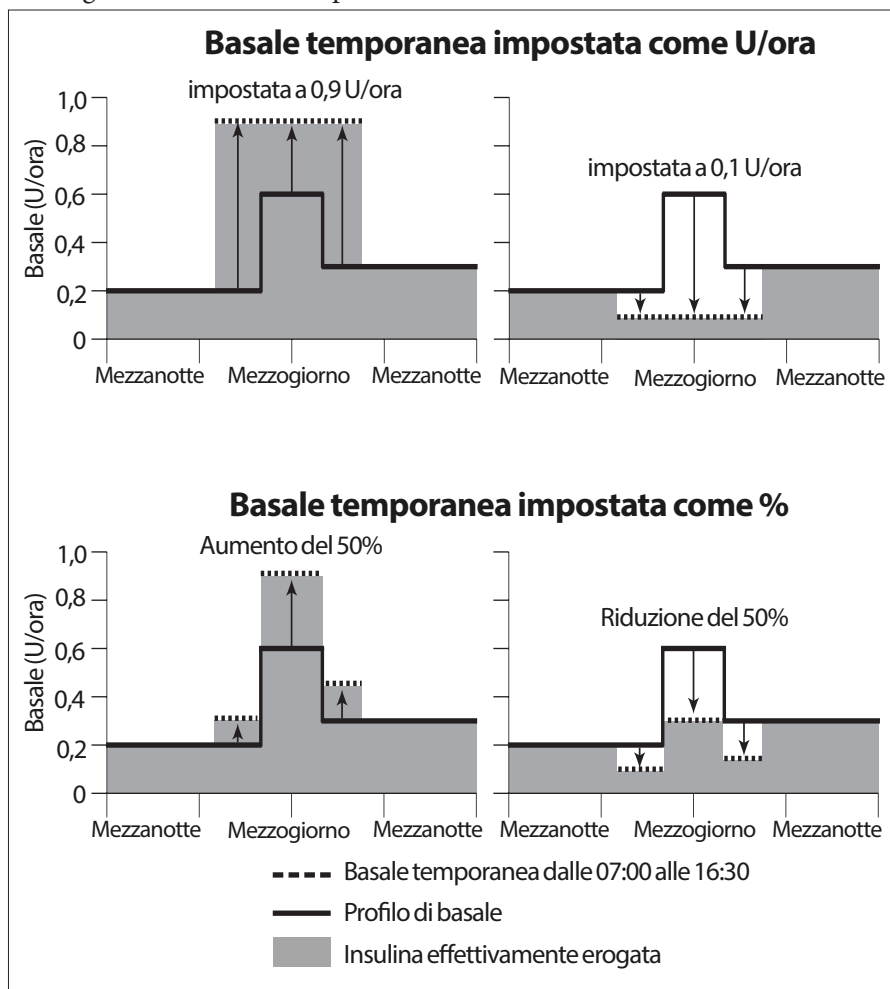 Basale temporanea impostata come U/ora
impostata a 0,9 U/ora
impostata a 0,1 U/ora
Basale (U/ora)
1,0
0,8
0,6
0,4
0,2
0
Mezzanotte Mezzogiorno Mezzanotte
Mezzanotte Mezzogiorno Mezzanotte
Basale temporanea impostata come %
Aumento del 50%
Riduzione del 50%
Basale (U/ora)
1,0
0,8
0,6
0,4
0,2
0
Mezzanotte Mezzogiorno Mezzanotte
Mezzanotte Mezzogiorno Mezzanotte
Basale temporanea dalle 07:00 alle 16:30
Profilo di basale
Insulina effettivamente erogata